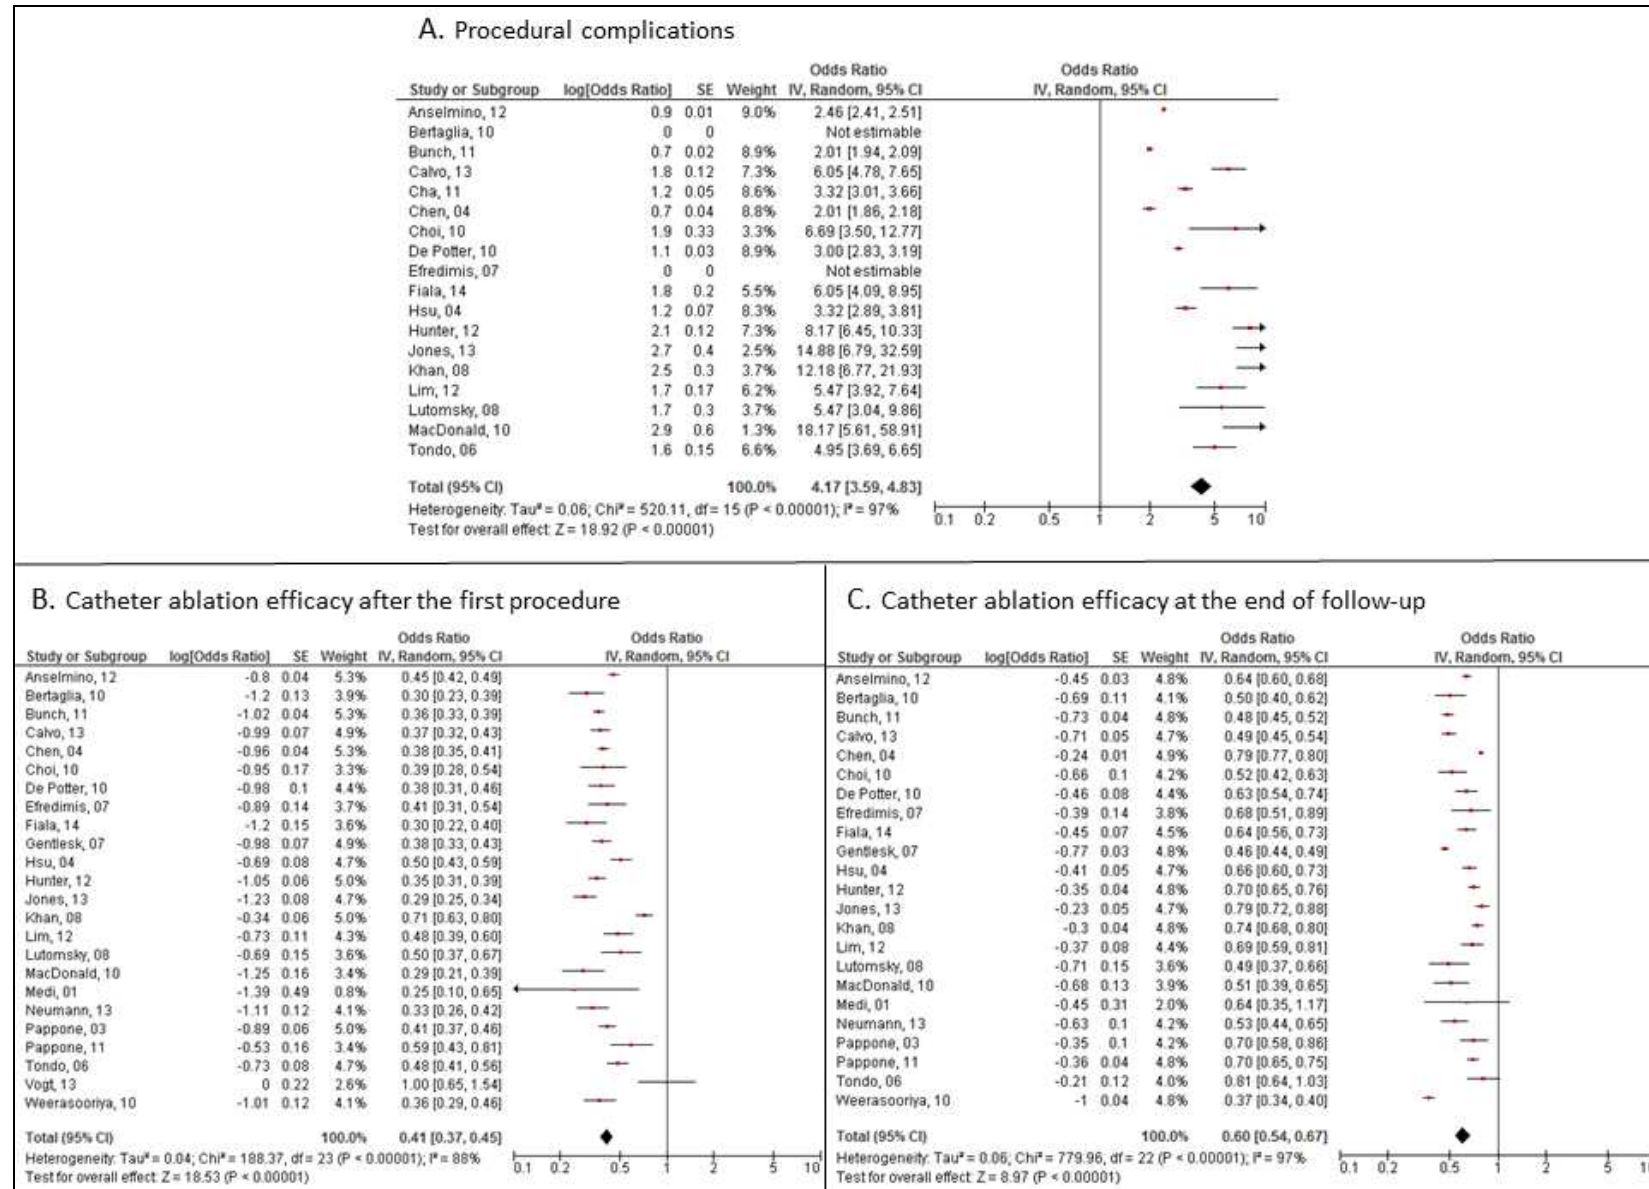 A. Procedural complications
Odds Ratio Odds Ratio
Study or Subgroup log[Odds Ratio] SE Weight IV, Random, 95% CI IV, Random, 95% CI
Anselmino, 12 0.9 0.01 9.0% 2.46 [2.41, 2.51]
Bertaglia, 10 0 0 Not estimable
Bunch, 11 0.7 0.02 8.9% 2.01 [1.94, 2.09]
Calvo, 13 1.8 0.12 7.3% 6.05 [4.78, 7.65]
Cha, 11 1.2 0.05 8.6% 3.32 [3.01, 3.66]
Chen, 04 0.7 0.04 8.8% 2.01 [1.86, 2.18]
Choi, 10 1.9 0.33 3.3% 6.69 [3.50, 12.77]
De Potter, 10 1.1 0.03 8.9% 3.00 [2.83, 3.19]
Efredimis, 07 0 0 Not estimable
Fiala, 14 1.8 0.2 5.5% 6.05 [4.09, 8.95]
Hsu, 04 1.2 0.07 8.3% 3.32 [2.89, 3.81]
Hunter, 12 2.1 0.12 7.3% 8.17 [6.45, 10.33]
Jones, 13 2.7 0.4 2.5% 14.88 [6.79, 32.59]
Khan, 08 2.5 0.3 3.7% 12.18 [6.77, 21.93]
Lim, 12 1.7 0.17 6.2% 5.47 [3.92, 7.64]
Lutomsky, 08 1.7 0.3 3.7% 5.47 [3.04, 9.86]
MacDonald, 10 2.9 0.6 1.3% 18.17 [5.61, 58.91]
Tondo, 06 1.6 0.15 6.6% 4.95 [3.69, 6.65]
Total (95% CI) 100.0% 4.17 [3.59, 4.83]
Heterogeneity: Tau² = 0.06; Chi² = 520.11, df = 15 (P < 0.00001); I² = 97%
Test for overall effect: Z = 18.92 (P < 0.00001)
0.1 0.2 0.5 1 2 5 10
B. Catheter ablation efficacy after the first procedure
Odds Ratio Odds Ratio
Study or Subgroup log[Odds Ratio] SE Weight IV, Random, 95% CI IV, Random, 95% CI
Anselmino, 12 -0.8 0.04 5.3% 0.45 [0.42, 0.49]
Bertaglia, 10 -1.2 0.13 3.9% 0.30 [0.23, 0.39]
Bunch, 11 -1.02 0.04 5.3% 0.36 [0.33, 0.39]
Calvo, 13 -0.99 0.07 4.9% 0.37 [0.32, 0.43]
Chen, 04 -0.96 0.04 5.3% 0.38 [0.35, 0.41]
Choi, 10 -0.95 0.17 3.3% 0.39 [0.28, 0.54]
De Potter, 10 -0.98 0.1 4.4% 0.38 [0.31, 0.46]
Efredimis, 07 -0.89 0.14 3.7% 0.41 [0.31, 0.54]
Fiala, 14 -1.2 0.15 3.6% 0.30 [0.22, 0.40]
Gentlesk, 07 -0.98 0.07 4.9% 0.38 [0.33, 0.43]
Hsu, 04 -0.69 0.08 4.7% 0.50 [0.43, 0.59]
Hunter, 12 -1.05 0.06 5.0% 0.35 [0.31, 0.39]
Jones, 13 -1.23 0.08 4.7% 0.29 [0.25, 0.34]
Khan, 08 -0.34 0.06 5.0% 0.71 [0.63, 0.80]
Lim, 12 -0.73 0.11 4.3% 0.48 [0.39, 0.60]
Lutomsky, 08 -0.69 0.15 3.6% 0.50 [0.37, 0.67]
MacDonald, 10 -1.25 0.16 3.4% 0.29 [0.21, 0.39]
Medi, 01 -1.39 0.49 0.8% 0.25 [0.10, 0.65]
Neumann, 13 -1.11 0.12 4.1% 0.33 [0.26, 0.42]
Pappone, 03 -0.89 0.06 5.0% 0.41 [0.37, 0.46]
Pappone, 11 -0.53 0.16 3.4% 0.59 [0.43, 0.81]
Tondo, 06 -0.73 0.08 4.7% 0.48 [0.41, 0.56]
Vogt, 13 0 0.22 2.6% 1.00 [0.65, 1.54]
Weerasooriya, 10 -1.01 0.12 4.1% 0.36 [0.29, 0.46]
Total (95% CI) 100.0% 0.41 [0.37, 0.45]
Heterogeneity: Tau² = 0.04; Chi² = 188.37, df = 23 (P < 0.00001); I² = 88%
Test for overall effect: Z = 18.53 (P < 0.00001)
0.1 0.2 0.5 1 2 5 10
C. Catheter ablation efficacy at the end of follow-up
Odds Ratio Odds Ratio
Study or Subgroup log[Odds Ratio] SE Weight IV, Random, 95% CI IV, Random, 95% CI
Anselmino, 12 -0.45 0.03 4.8% 0.64 [0.60, 0.68]
Bertaglia, 10 -0.69 0.11 4.1% 0.50 [0.40, 0.62]
Bunch, 11 -0.73 0.04 4.8% 0.48 [0.45, 0.52]
Calvo, 13 -0.71 0.05 4.7% 0.49 [0.45, 0.54]
Chen, 04 -0.24 0.01 4.9% 0.79 [0.77, 0.80]
Choi, 10 -0.66 0.1 4.2% 0.52 [0.42, 0.63]
De Potter, 10 -0.46 0.08 4.4% 0.63 [0.54, 0.74]
Efredimis, 07 -0.39 0.14 3.8% 0.68 [0.51, 0.89]
Fiala, 14 -0.45 0.07 4.5% 0.64 [0.56, 0.73]
Gentlesk, 07 -0.77 0.03 4.8% 0.46 [0.44, 0.49]
Hsu, 04 -0.41 0.05 4.7% 0.66 [0.60, 0.73]
Hunter, 12 -0.35 0.04 4.8% 0.70 [0.65, 0.76]
Jones, 13 -0.23 0.05 4.7% 0.79 [0.72, 0.88]
Khan, 08 -0.3 0.04 4.8% 0.74 [0.68, 0.80]
Lim, 12 -0.37 0.08 4.4% 0.69 [0.59, 0.81]
Lutomsky, 08 -0.71 0.15 3.6% 0.49 [0.37, 0.66]
MacDonald, 10 -0.68 0.13 3.9% 0.51 [0.39, 0.65]
Medi, 01 -0.45 0.31 2.0% 0.64 [0.35, 1.17]
Neumann, 13 -0.63 0.1 4.2% 0.53 [0.44, 0.65]
Pappone, 03 -0.35 0.1 4.2% 0.70 [0.58, 0.86]
Pappone, 11 -0.36 0.04 4.8% 0.70 [0.65, 0.75]
Tondo, 06 -0.21 0.12 4.0% 0.81 [0.64, 1.03]
Weerasooriya, 10 -1 0.04 4.8% 0.37 [0.34, 0.40]
Total (95% CI) 100.0% 0.60 [0.54, 0.67]
Heterogeneity: Tau² = 0.06; Chi² = 779.96, df = 22 (P < 0.00001); I² = 97%
Test for overall effect: Z = 8.97 (P < 0.00001)
0.1 0.2 0.5 1 2 5